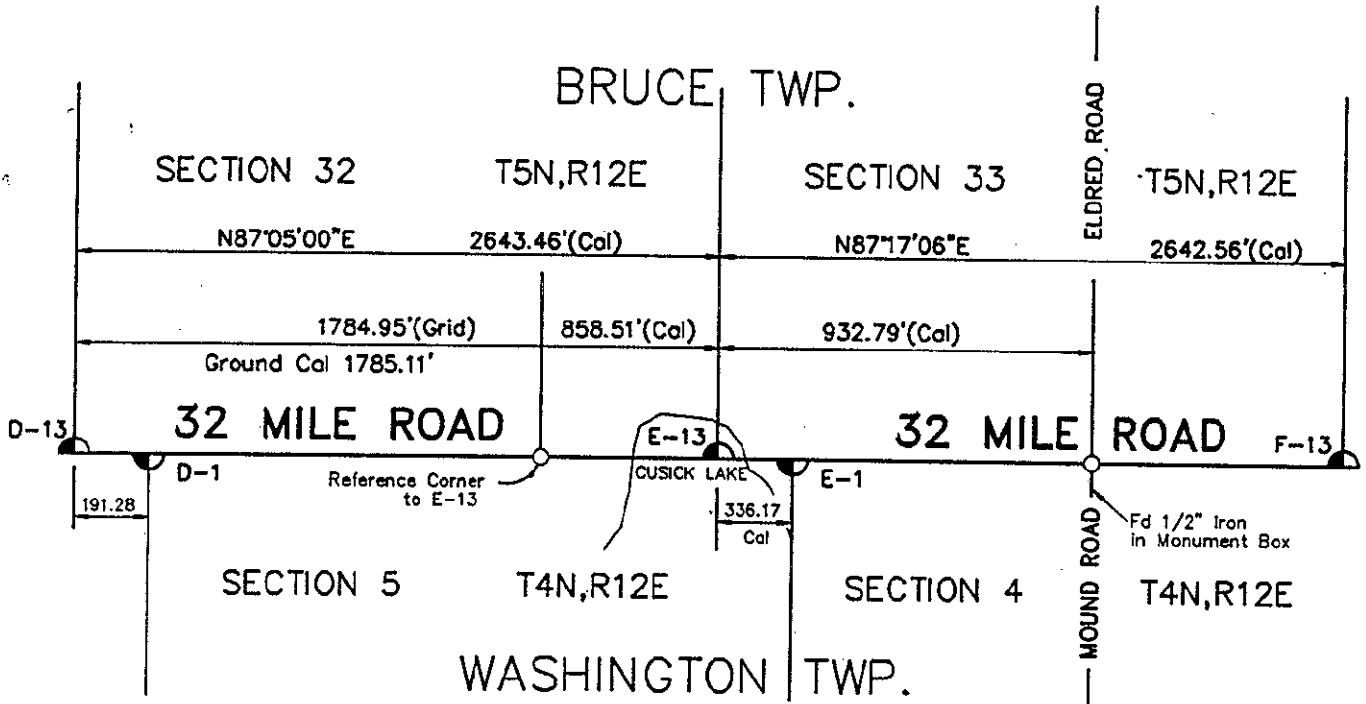 BRUCE TWP.
ELDRED ROAD
SECTION 32 T5N,R12E SECTION 33 T5N,R12E
N87°05'00"E 2643.46'(Cal) N87°17'06"E 2642.56'(Cal)
1784.95'(Grid) 858.51'(Cal) 932.79'(Cal)
Ground Cal 1785.11'
D-13 32 MILE ROAD E-13 32 MILE ROAD F-13
D-1 Reference Corner
to E-13
CUSICK LAKE
E-1
191.28 336.17
Cal
Fd 1/2" Iron
in Monument Box
MOUND ROAD
SECTION 5 T4N,R12E SECTION 4 T4N,R12E
WASHINGTON TWP.